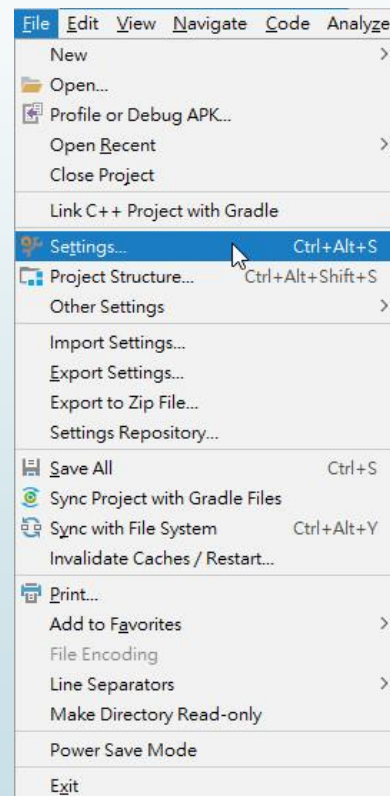 File Edit View Navigate Code Analyze
New
Open...
Profile or Debug APK...
Open Recent
Close Project
Link C++ Project with Gradle
Settings... Ctrl+Alt+S
Project Structure... Ctrl+Alt+Shift+S
Other Settings
Import Settings...
Export Settings...
Export to Zip File...
Settings Repository...
Save All Ctrl+S
Sync Project with Gradle Files
Sync with File System Ctrl+Alt+Y
Invalidate Caches / Restart...
Print...
Add to Favorites
File Encoding
Line Separators
Make Directory Read-only
Power Save Mode
Exit